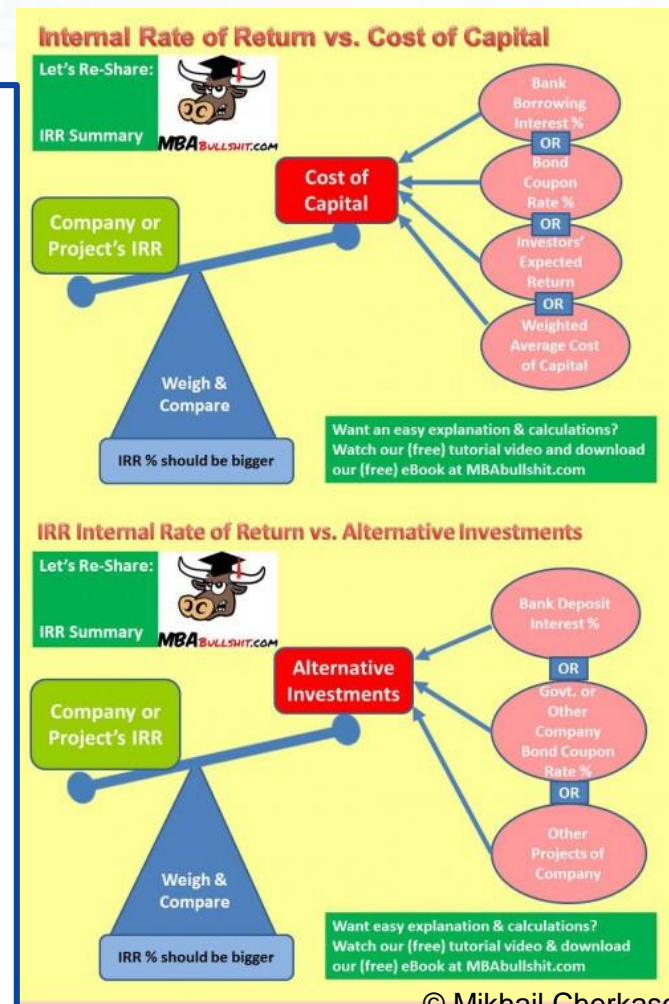 Internal Rate of Return vs. Cost of Capital
Let's Re-Share:
IRR Summary
MBABULLSHIT.COM
Bank
Borrowing
Interest %
OR
Bond
Coupon
Rate %
OR
Investors'
Expected
Return
OR
Weighted
Average Cost
of Capital
Cost of
Capital
Company or
Project's IRR
Weigh &
Compare
IRR % should be bigger
Want an easy explanation & calculations?
Watch our (free) tutorial video and download
our (free) eBook at MBAbullshit.com
IRR Internal Rate of Return vs. Alternative Investments
Let's Re-Share:
IRR Summary
MBABULLSHIT.COM
Bank Deposit
Interest %
OR
Govt. or
Other
Company
Bond Coupon
Rate %
OR
Other
Projects of
Company
Alternative
Investments
Company or
Project's IRR
Weigh &
Compare
IRR % should be bigger
Want easy explanation & calculations?
Watch our (free) tutorial video & download
our (free) eBook at MBAbullshit.com
© Mikhail